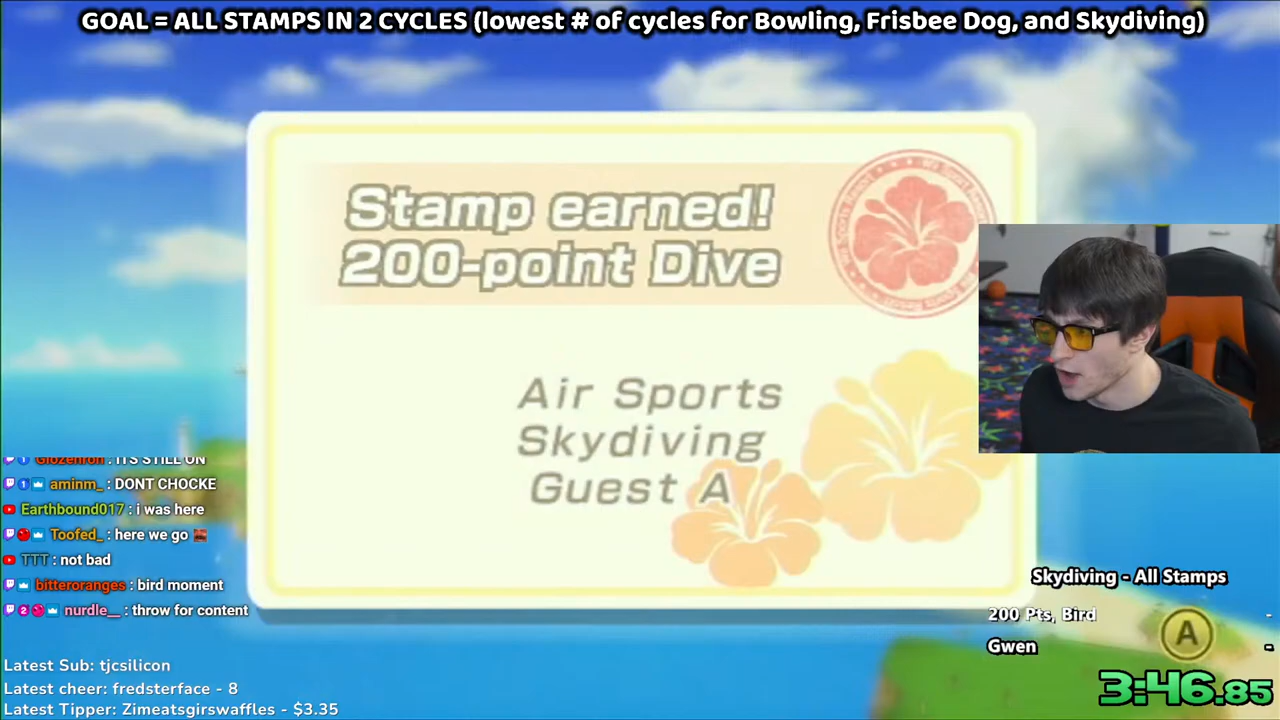 GOAL = ALL STAMPS IN 2 CYCLES (lowest # of cycles for Bowling, Frisbee Dog, and Skydiving)
Stamp earned!
200-point Dive
Air Sports
Skydiving
Guest A
Giozenron : ITS STILL ON
aminm_ : DONT CHOCKE
Earthbound017 : i was here
Toofed_ : here we go
TTT : not bad
bitteroranges : bird moment
nurdle__ : throw for content
Latest Sub: tjcsilicon
Latest cheer: fredsterface - 8
Latest Tipper: Zimeatsgirswaffles - $3.35
Skydiving - All Stamps
200 Pts, Bird -
Gwen -
A
3:46.85